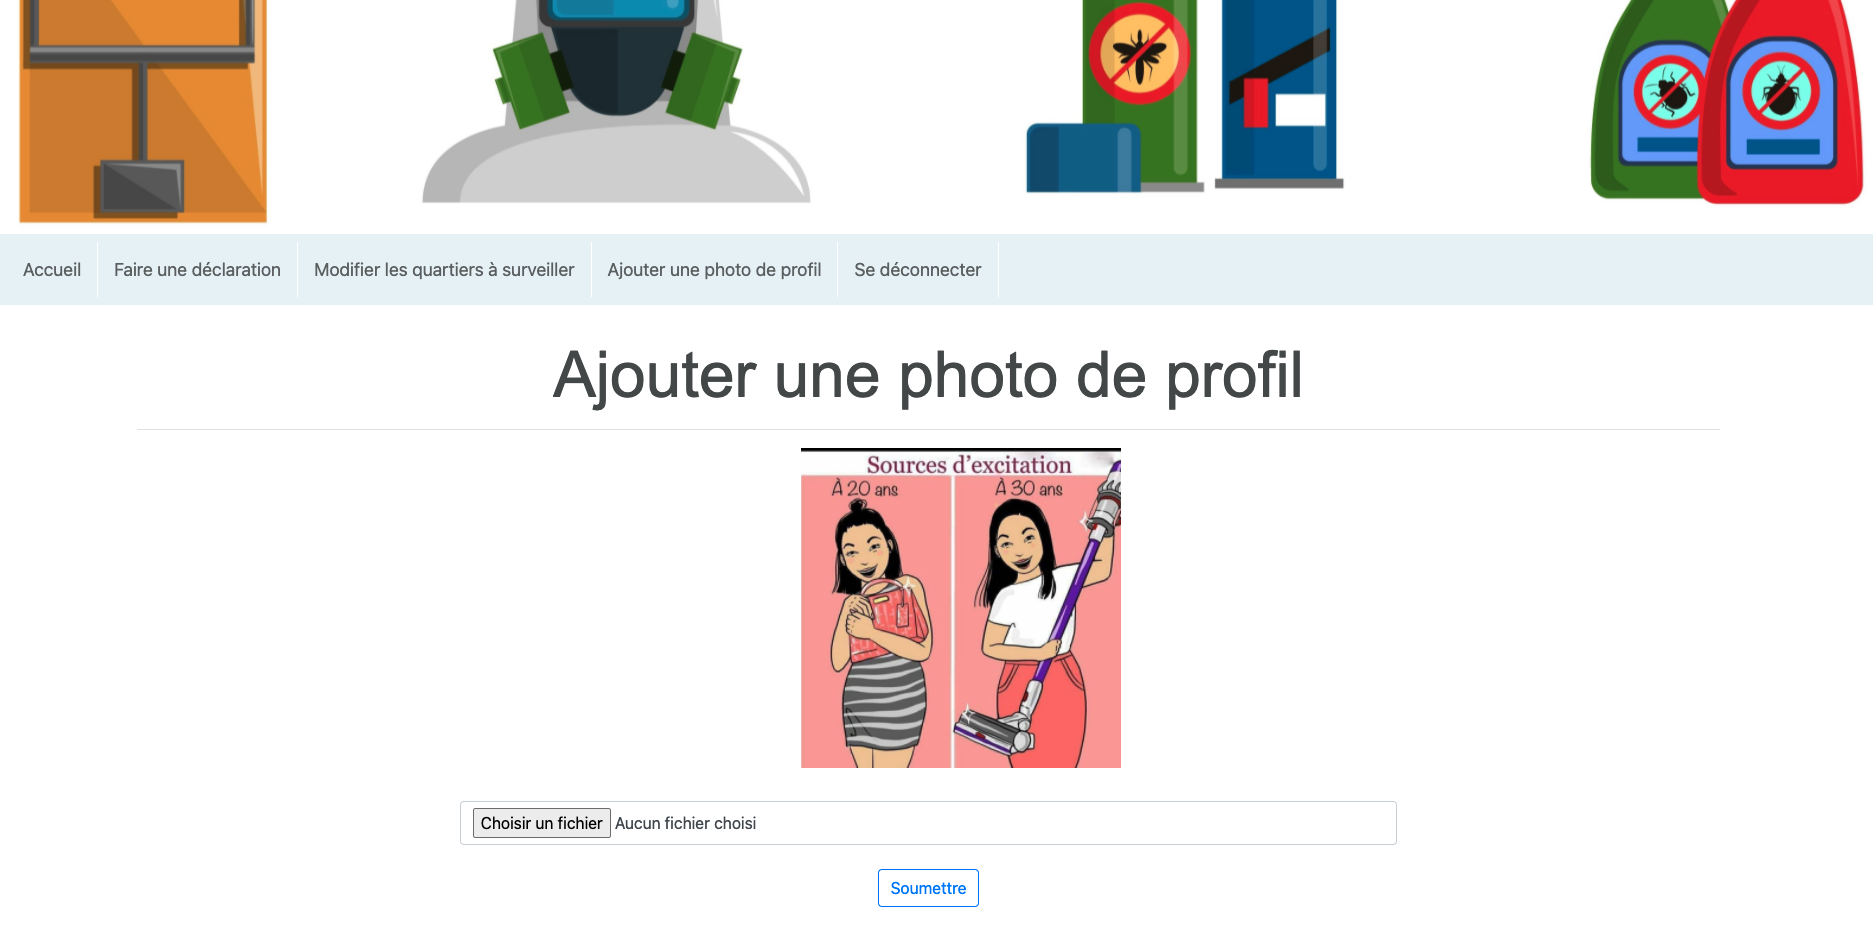 Accueil
Faire une déclaration
Modifier les quartiers à surveiller
Ajouter une photo de profil
Se déconnecter
Ajouter une photo de profil
Sources d'excitation
À 20 ans
À 30 ans
Choisir un fichier Aucun fichier choisi
Soumettre